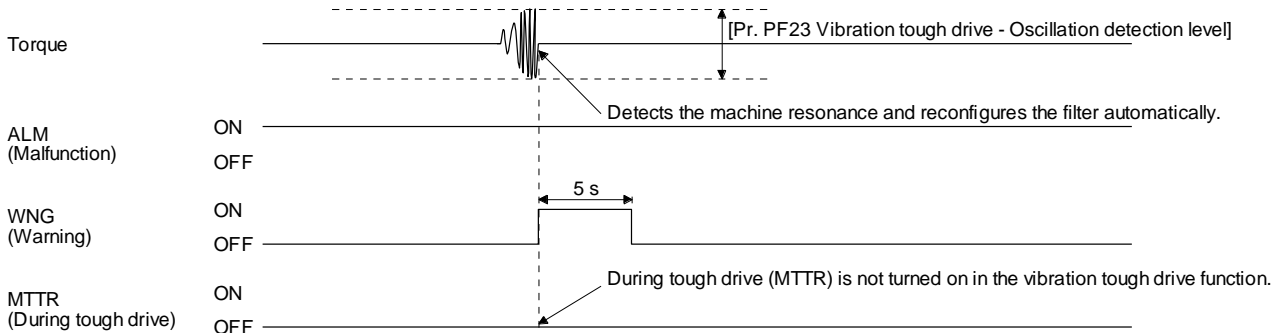 [Pr. PF23 Vibration tough drive - Oscillation detection level]
Torque
Detects the machine resonance and reconfigures the filter automatically.
ALM
(Malfunction)
ON
OFF
5 s
WNG
(Warning)
ON
OFF
During tough drive (MTTR) is not turned on in the vibration tough drive function.
MTTR
(During tough drive)
ON
OFF